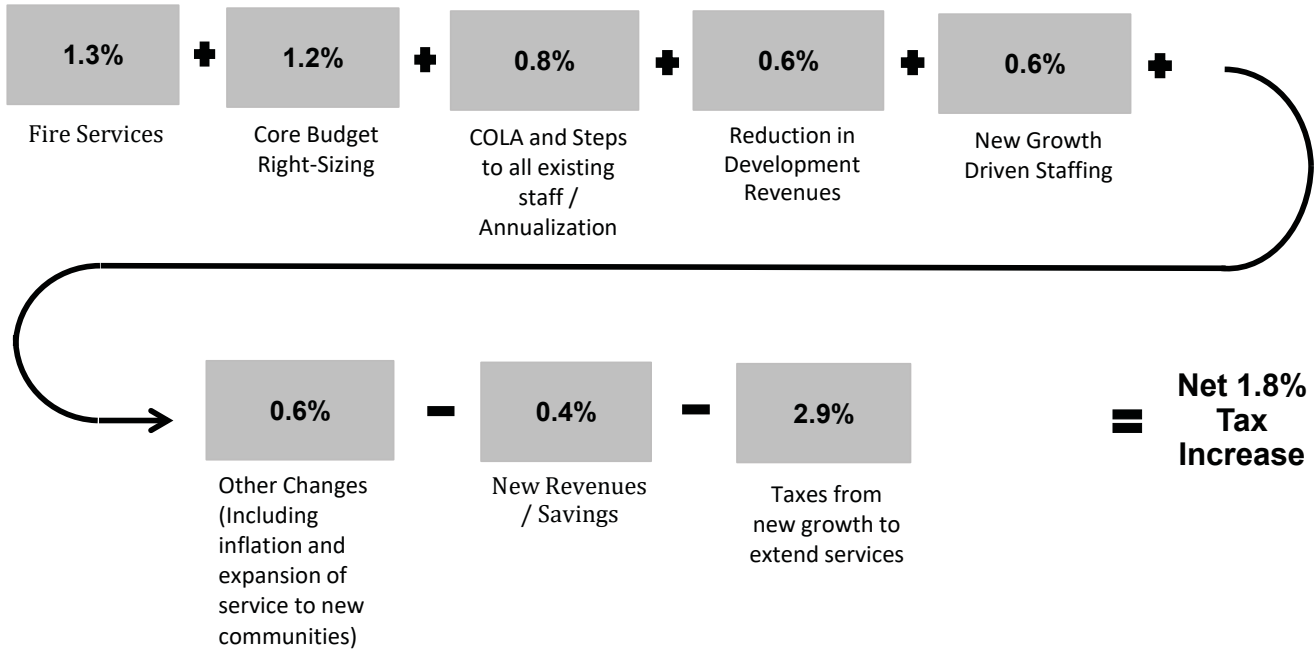 1.3%
Fire Services
1.2%
Core Budget
Right-Sizing
0.8%
COLA and Steps
to all existing
staff /
Annualization
0.6%
Reduction in
Development
Revenues
0.6%
New Growth
Driven Staffing
0.6%
Other Changes
(Including
inflation and
expansion of
service to new
communities)
0.4%
New Revenues
/ Savings
2.9%
Taxes from
new growth to
extend services
=
Net 1.8%
Tax
Increase